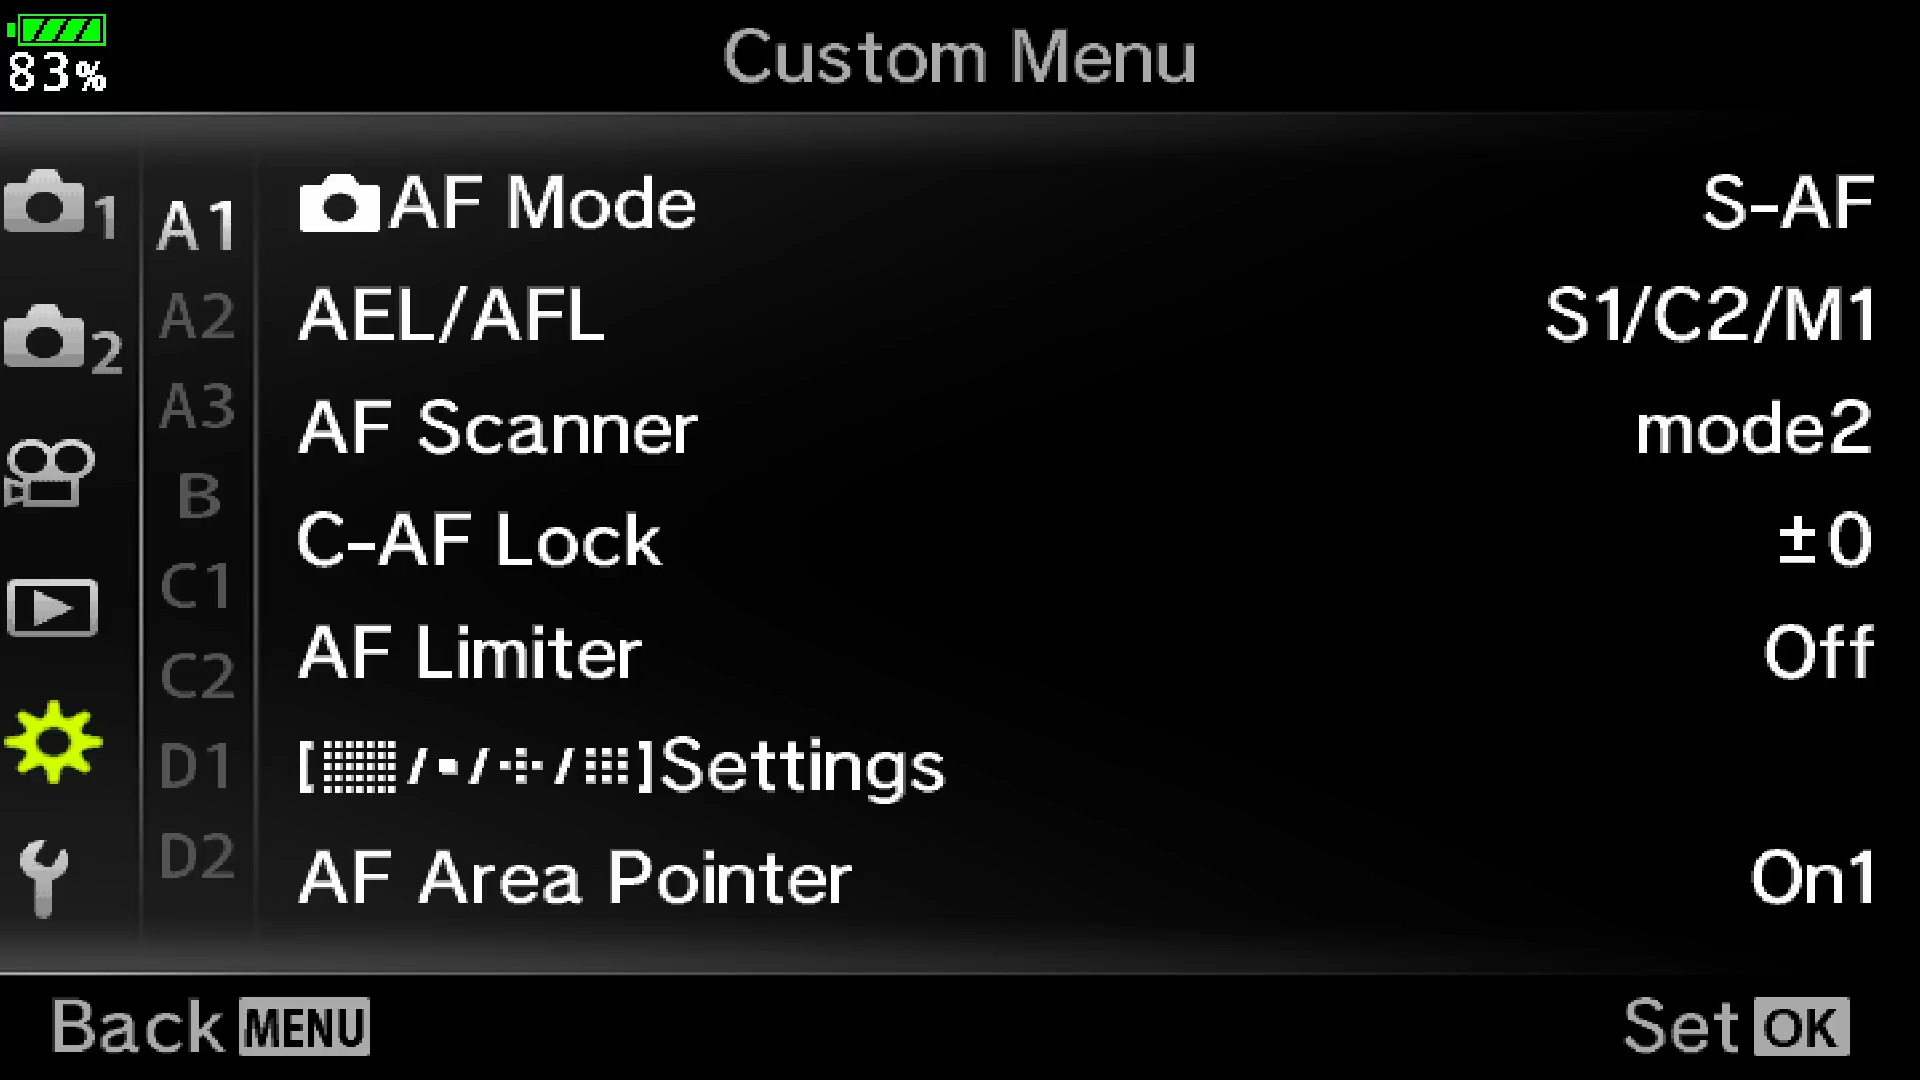 83%
Custom Menu
1
2
A1
A2
A3
B
C1
C2
D1
D2
AF Mode S-AF
AEL/AFL S1/C2/M1
AF Scanner mode2
C-AF Lock ±0
AF Limiter Off
[ / / / ]Settings
AF Area Pointer On1
Back MENU
Set OK